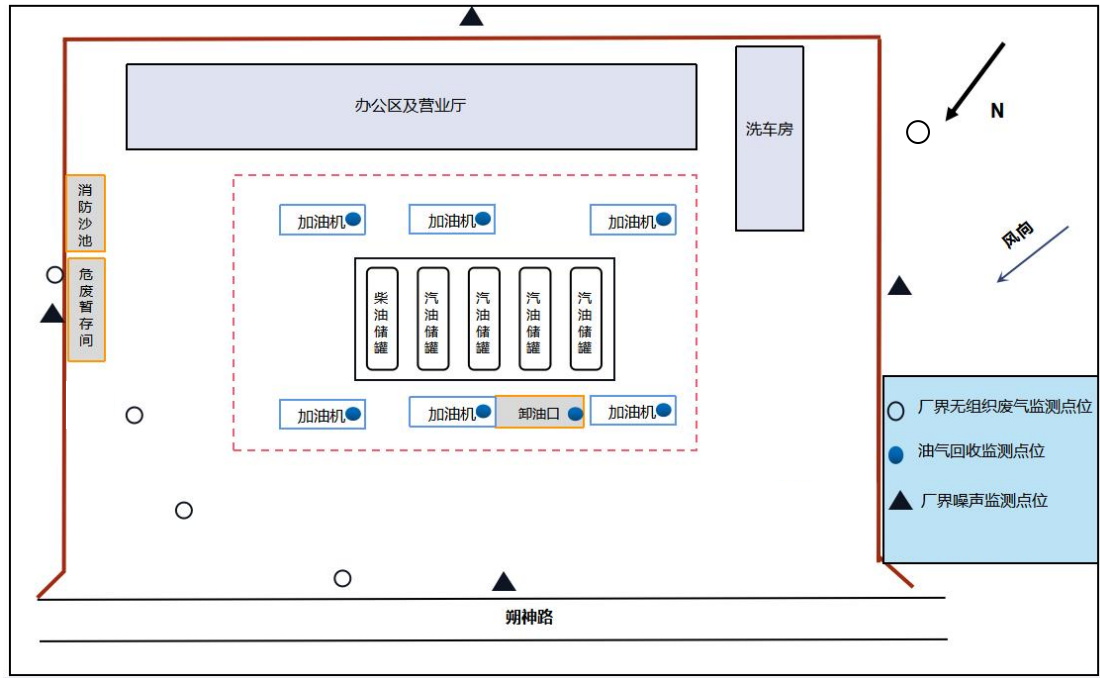 办公区及营业厅
洗车房
N
风向
消防沙池
危废暂存间
加油机
加油机
加油机
柴油储罐
汽油储罐
汽油储罐
汽油储罐
汽油储罐
加油机
加油机
卸油口
加油机
厂界无组织废气监测点位
油气回收监测点位
厂界噪声监测点位
朔神路